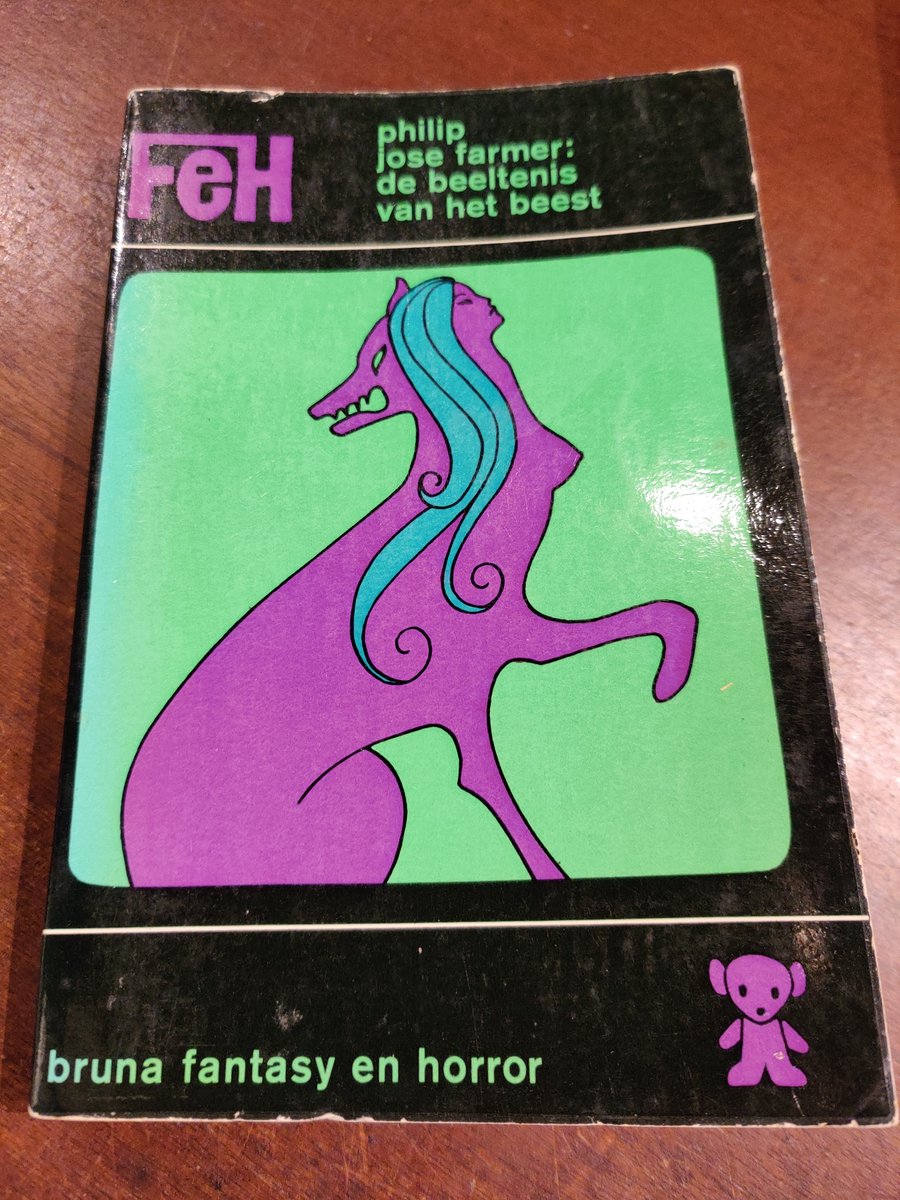 FeH
philip
jose farmer:
de beeltenis
van het beest
bruna fantasy en horror